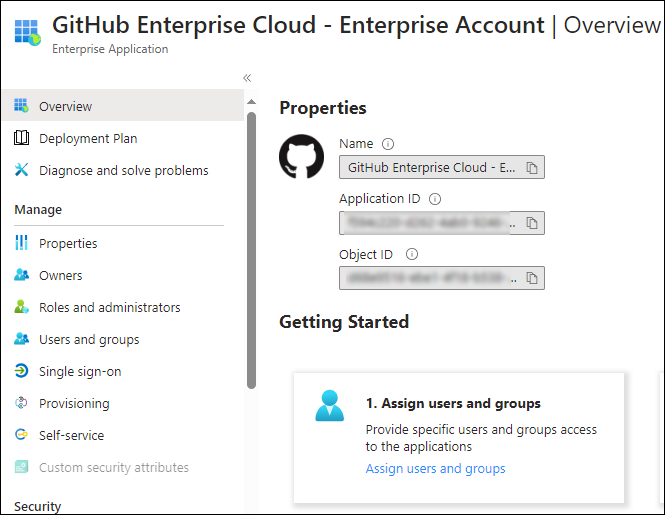 GitHub Enterprise Cloud - Enterprise Account | Overview
Enterprise Application
Overview
Deployment Plan
Diagnose and solve problems
Manage
Properties
Owners
Roles and administrators
Users and groups
Single sign-on
Provisioning
Self-service
Custom security attributes
Security
Properties
Name
GitHub Enterprise Cloud - E...
Application ID
Object ID
Getting Started
1. Assign users and groups
Provide specific users and groups access
to the applications
Assign users and groups